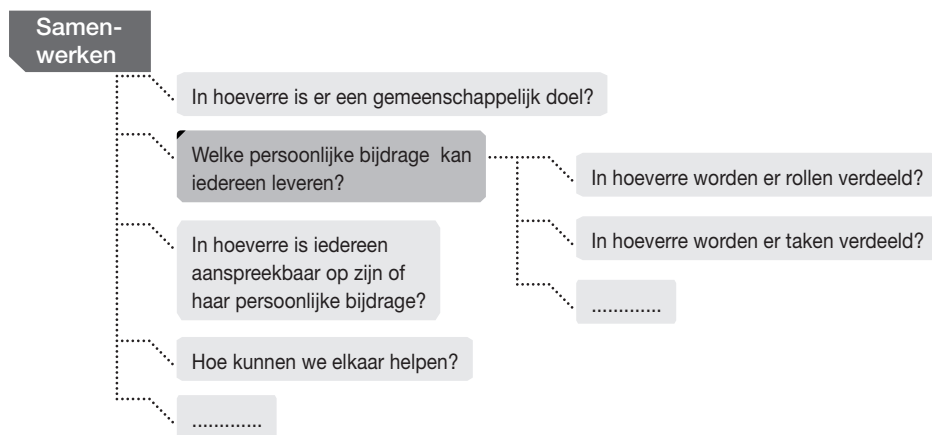 Samen-
werken
In hoeverre is er een gemeenschappelijk doel?
Welke persoonlijke bijdrage kan
iedereen leveren?
In hoeverre worden er rollen verdeeld?
In hoeverre worden er taken verdeeld?
.............
In hoeverre is iedereen
aanspreekbaar op zijn of
haar persoonlijke bijdrage?
Hoe kunnen we elkaar helpen?
.............